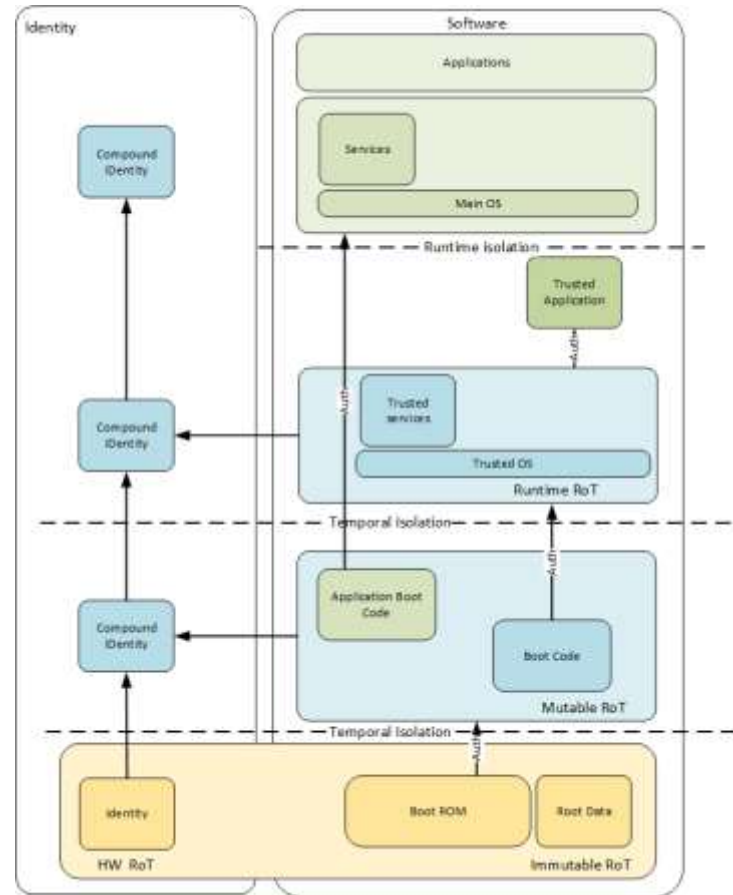 Identity
Software
Applications
Compound
IDentity
Services
Main OS
Runtime isolation
Trusted
Application
Auth
Auth
Compound
IDentity
Trusted
services
Trusted OS
Runtime RoT
Temporal Isolation
Auth
Compound
IDentity
Application Boot
Code
Boot Code
Mutable RoT
Temporal Isolation
Auth
Identity
Boot ROM
Root Data
HW RoT
Immutable RoT